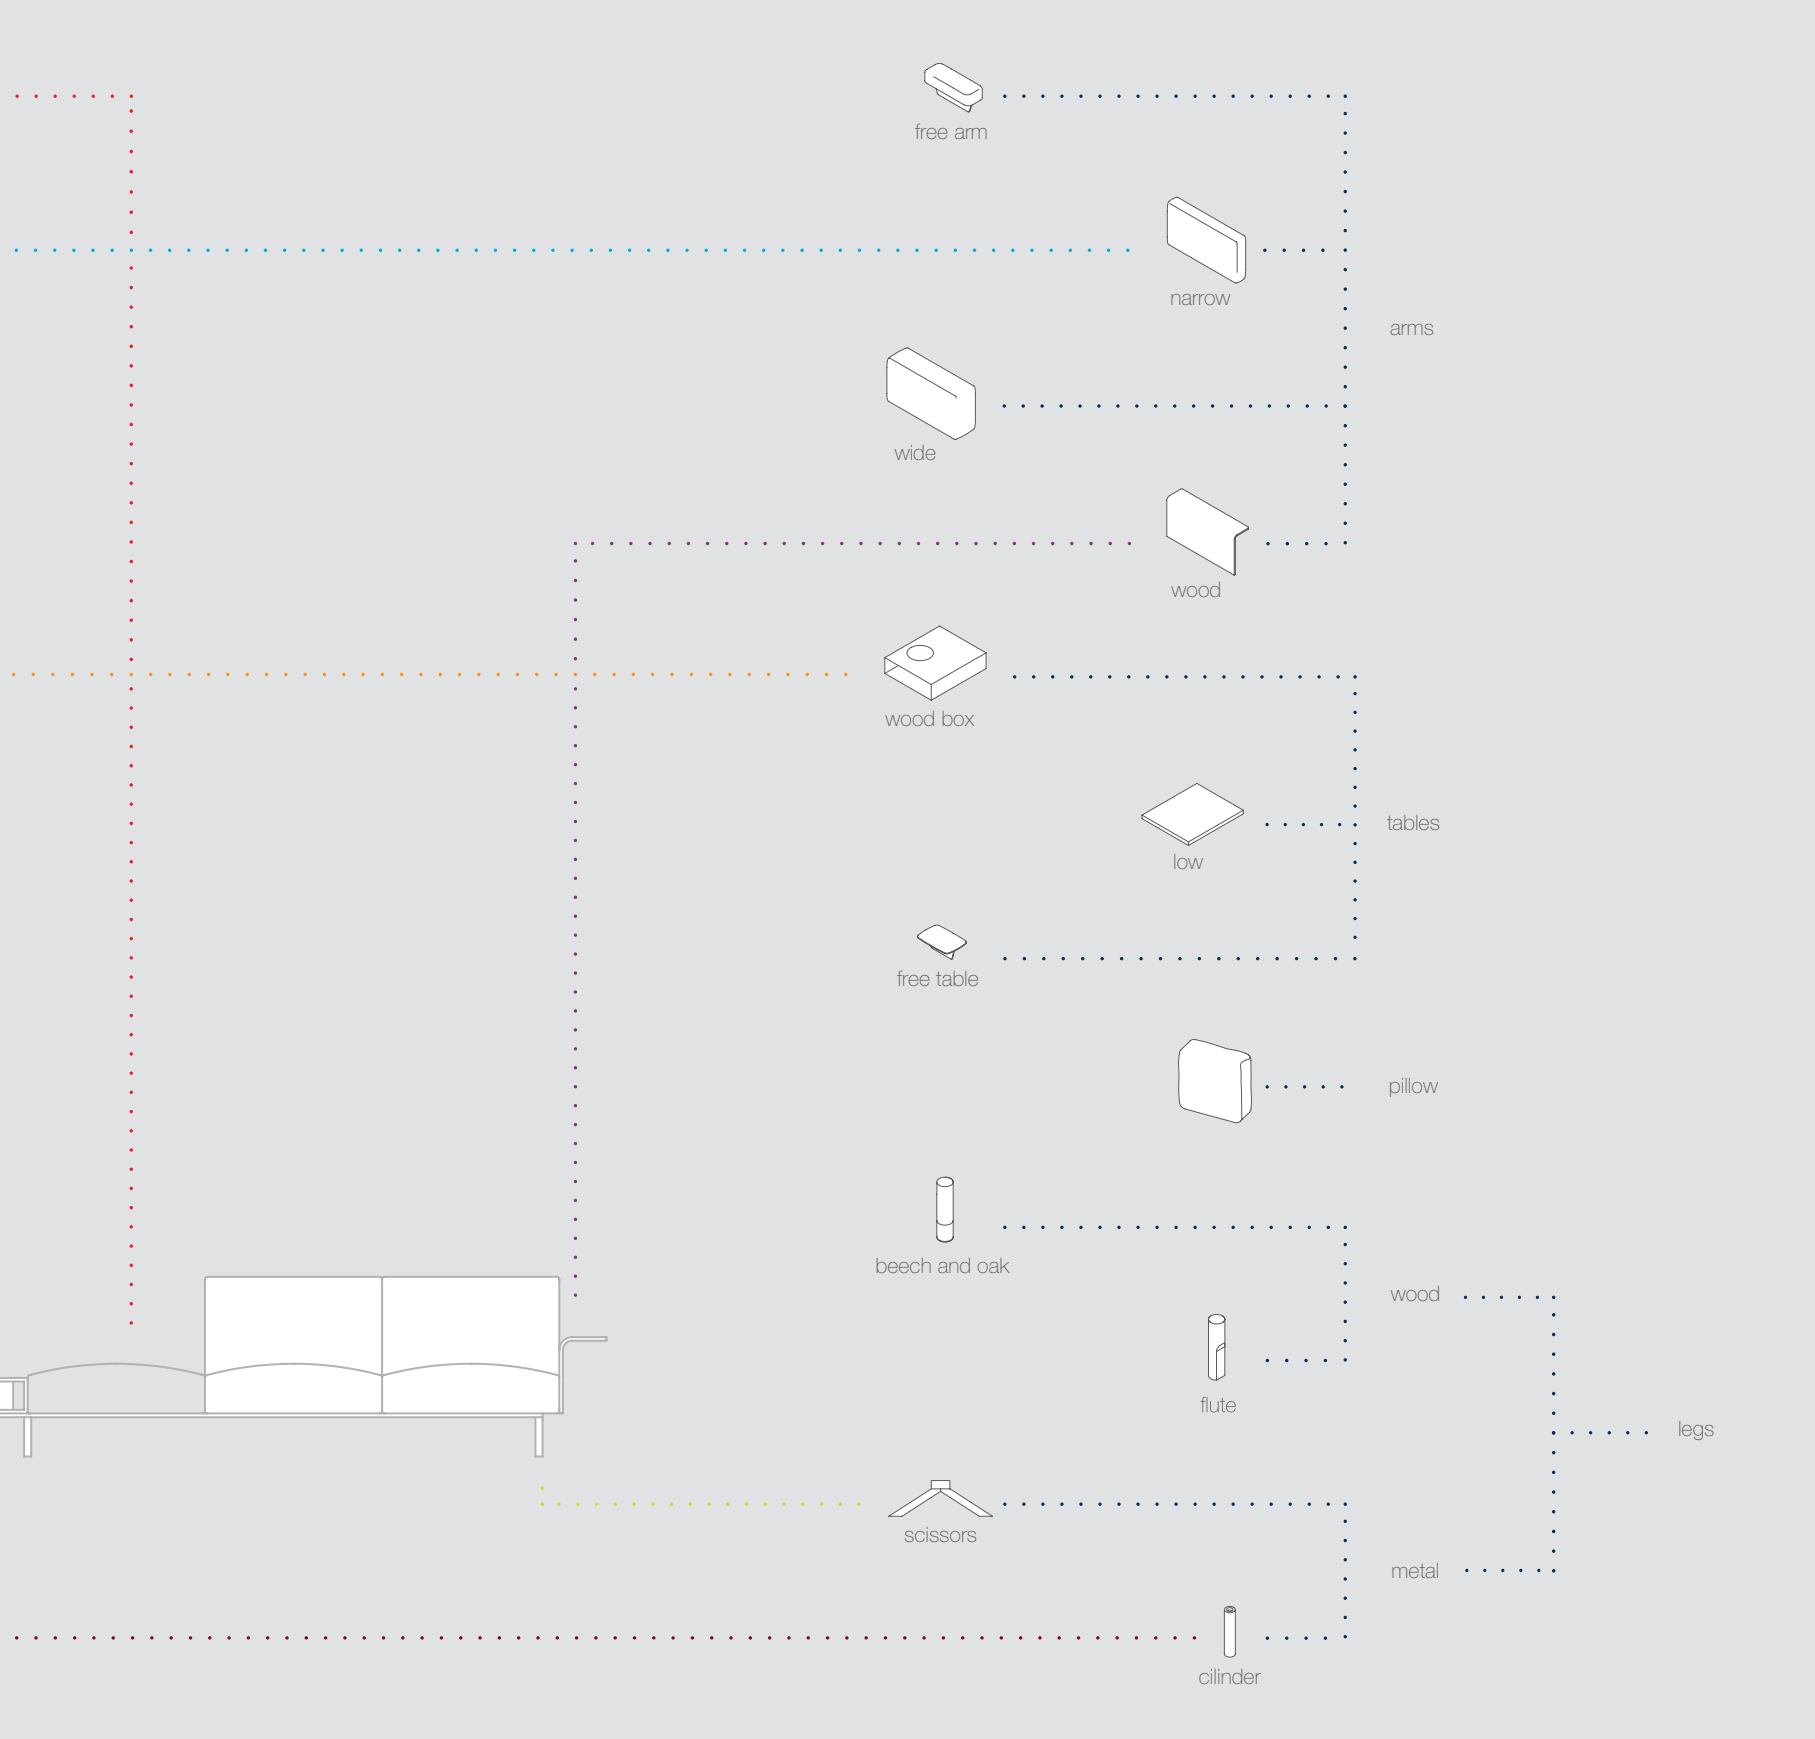 free arm
narrow
arms
wide
wood
wood box
tables
low
free table
pillow
beech and oak
wood
flute
legs
scissors
metal
cilinder